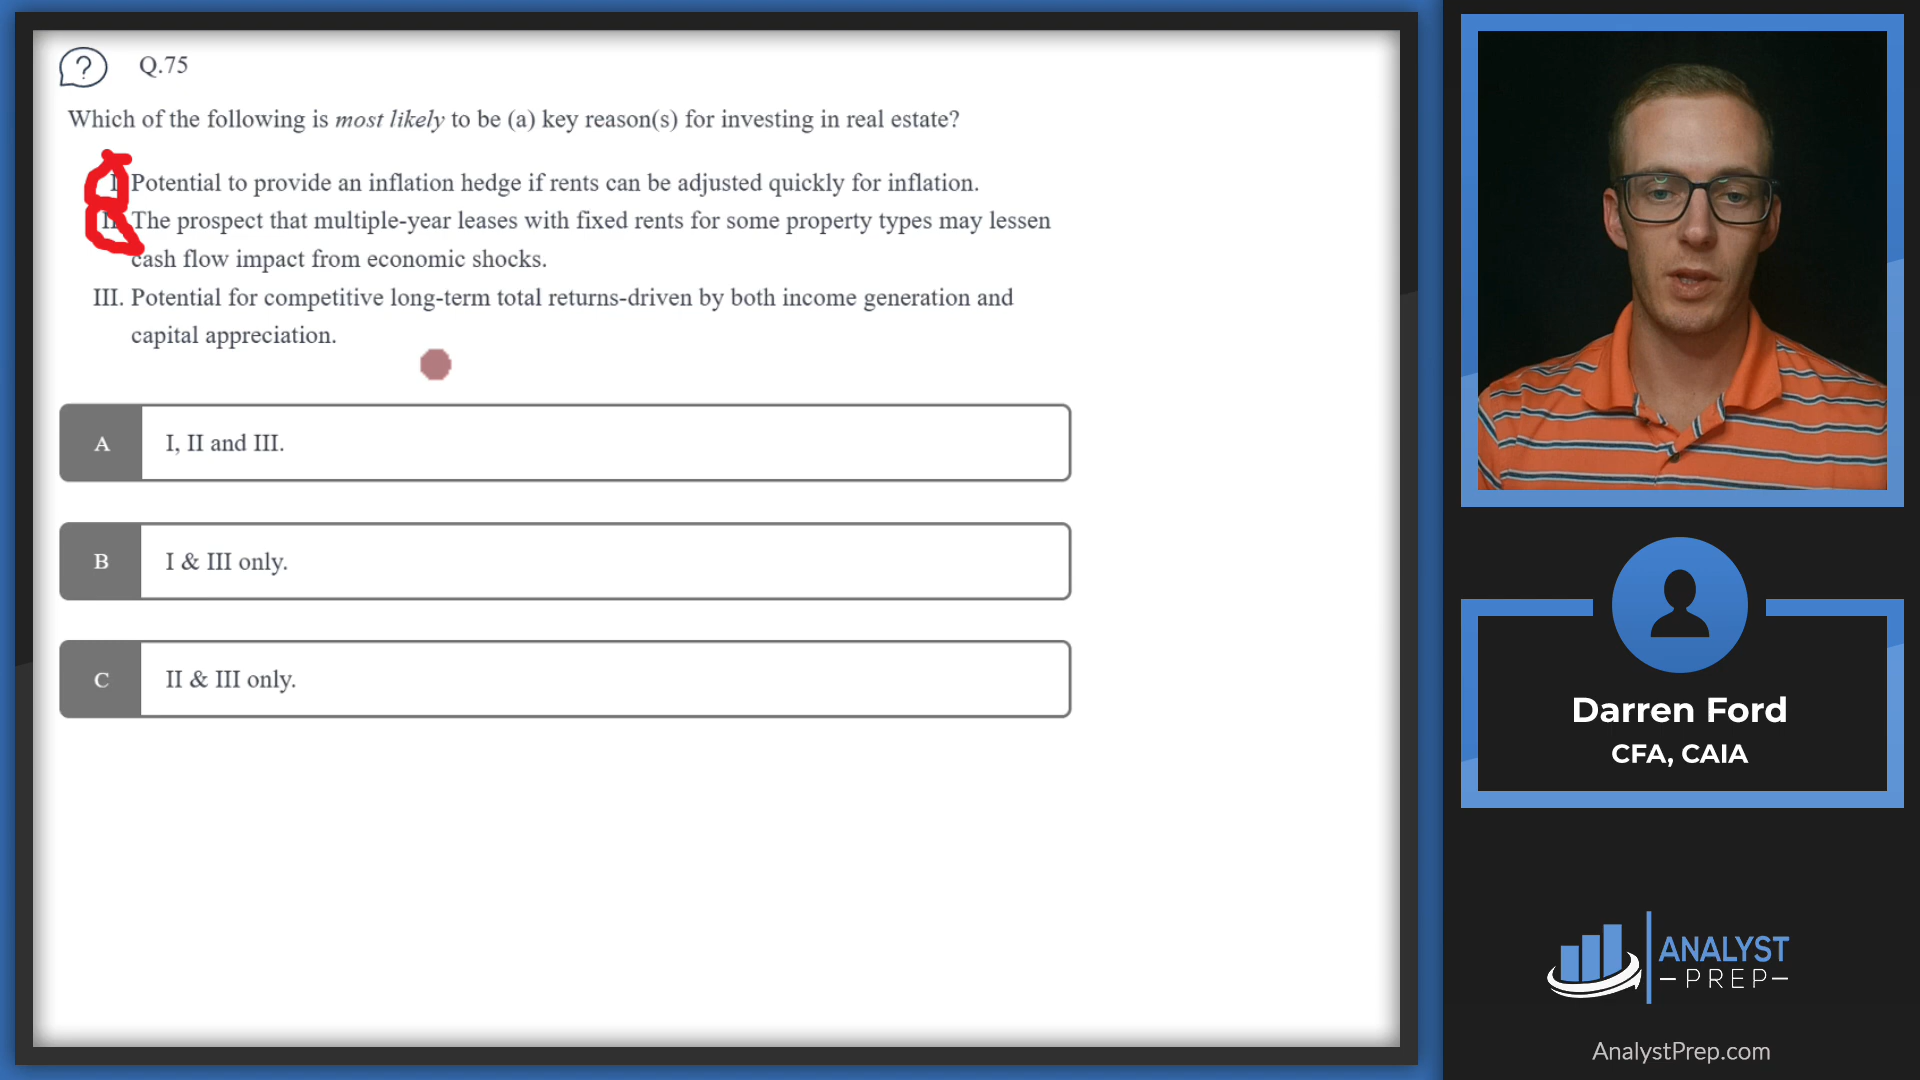 ?
Q.75
Which of the following is most likely to be (a) key reason(s) for investing in real estate?
I. Potential to provide an inflation hedge if rents can be adjusted quickly for inflation.
II. The prospect that multiple-year leases with fixed rents for some property types may lessen
cash flow impact from economic shocks.
III. Potential for competitive long-term total returns-driven by both income generation and
capital appreciation.
A
I, II and III.
B
I & III only.
C
II & III only.
Darren Ford
CFA, CAIA
ANALYST
PREP
AnalystPrep.com